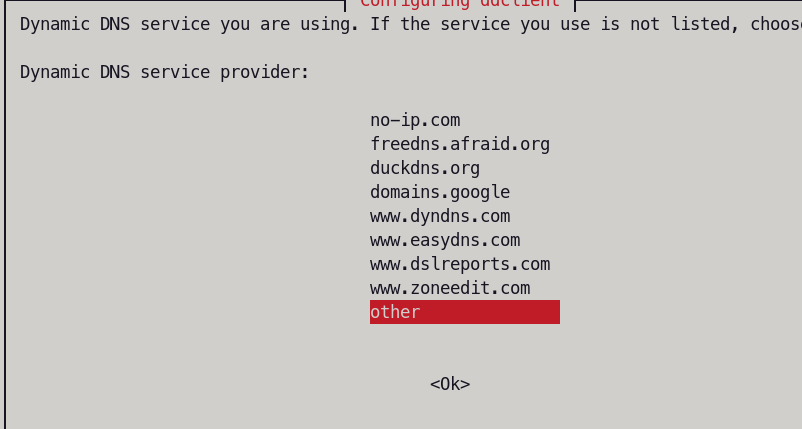 Configuring ddclient
Dynamic DNS service you are using. If the service you use is not listed, choose
Dynamic DNS service provider:
no-ip.com
freedns.afraid.org
duckdns.org
domains.google
www.dyndns.com
www.easydns.com
www.dslreports.com
www.zoneedit.com
other
<Ok>